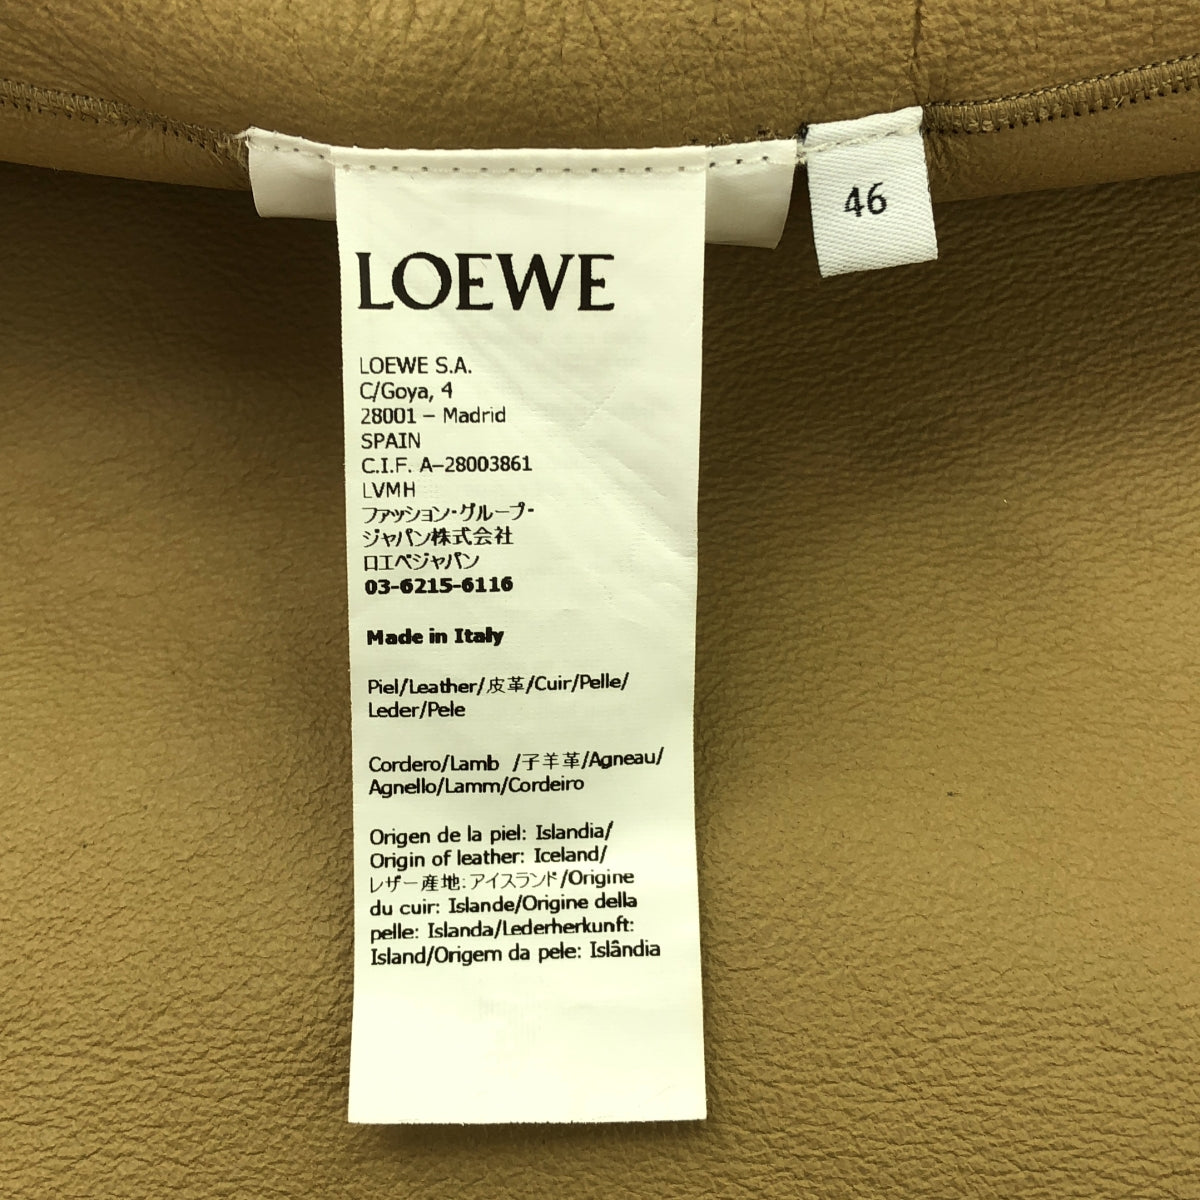 46
LOEWE
LOEWE S.A.
C/Goya, 4
28001 – Madrid
SPAIN
C.I.F. A–28003861
LVMH
ファッション・グループ・
ジャパン株式会社
ロエベジャパン
03-6215-6116
Made in Italy
Piel/Leather/皮革/Cuir/Pelle/
Leder/Pele
Cordero/Lamb /子羊革/Agneau/
Agnello/Lamm/Cordeiro
Origen de la piel: Islandia/
Origin of leather: Iceland/
レザー産地: アイスランド/Origine
du cuir: Islande/Origine della
pelle: Islanda/Lederherkunft:
Island/Origem da pele: Islândia